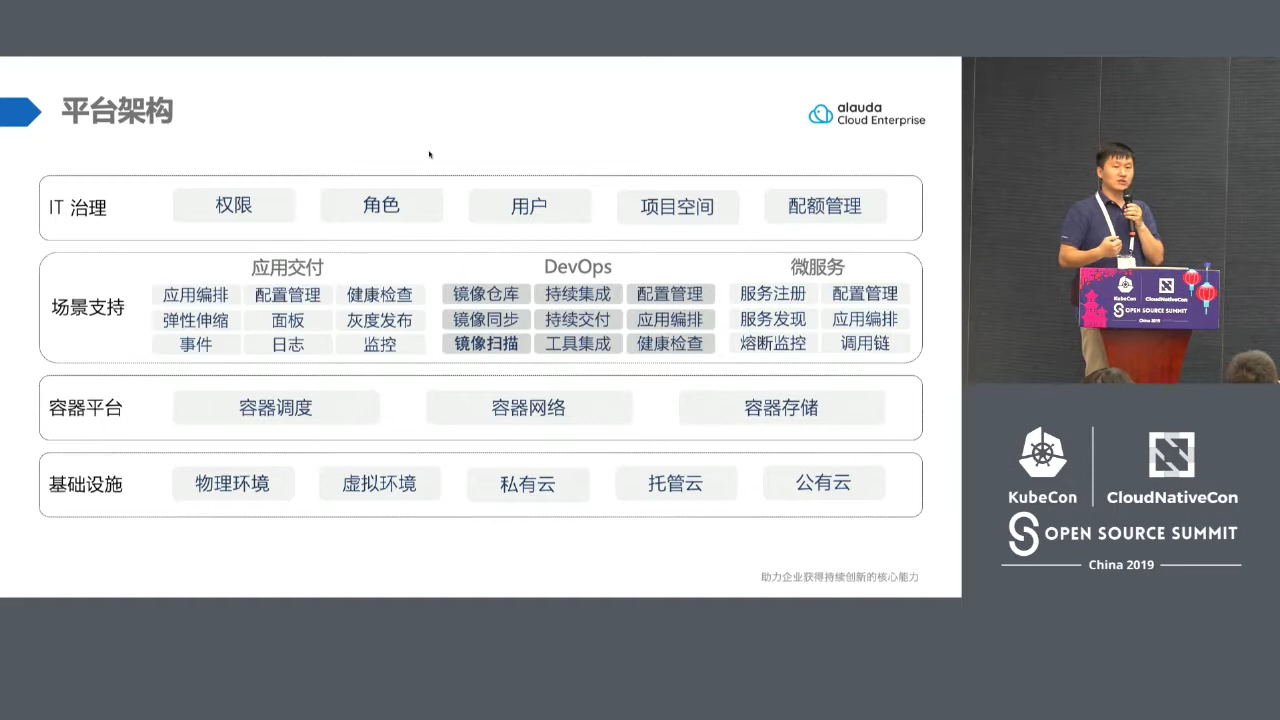 平台架构
alauda
Cloud Enterprise
IT 治理
权限
角色
用户
项目空间
配额管理
场景支持
应用交付
应用编排
配置管理
健康检查
弹性伸缩
面板
灰度发布
事件
日志
监控
DevOps
镜像仓库
持续集成
配置管理
镜像同步
持续交付
应用编排
镜像扫描
工具集成
健康检查
微服务
服务注册
配置管理
服务发现
应用编排
熔断监控
调用链
容器平台
容器调度
容器网络
容器存储
基础设施
物理环境
虚拟环境
私有云
托管云
公有云
助力企业获得持续创新的核心能力
KubeCon
CloudNativeCon
OPEN SOURCE SUMMIT
China 2019
KubeCon
CloudNativeCon
OPEN SOURCE SUMMIT
China 2019